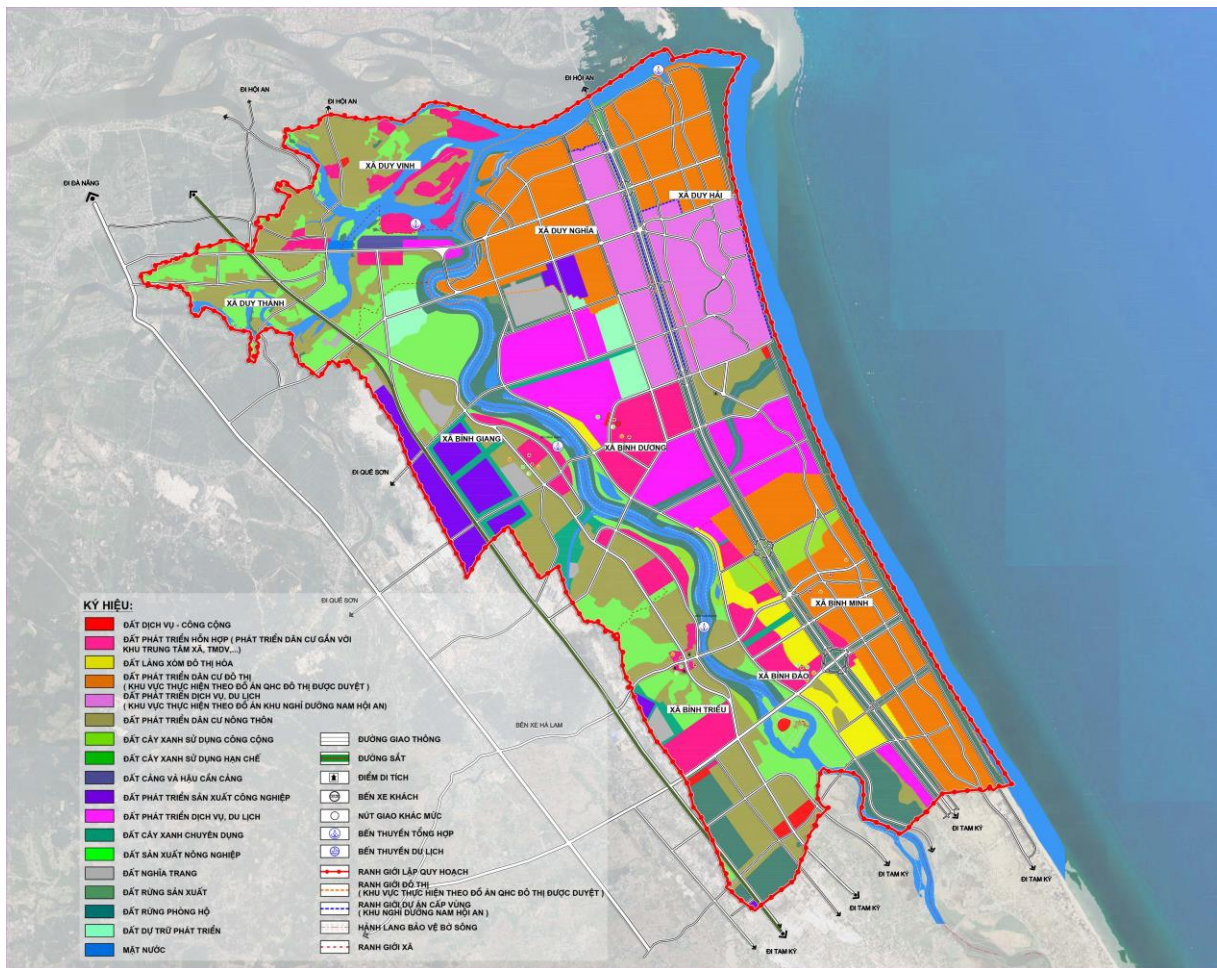 ĐI HỘI AN
ĐI HỘI AN
ĐI HỘI AN
XÃ DUY VINH
ĐI ĐÀ NẴNG
XÃ DUY HẢI
XÃ DUY NGHĨA
XÃ DUY THÀNH
XÃ BÌNH GIANG
XÃ BÌNH DƯƠNG
ĐI QUẾ SƠN
ĐI QUẾ SƠN
XÃ BÌNH MINH
XÃ BÌNH ĐÀO
XÃ BÌNH TRIỀU
BẾN XE HÀ LAM
ĐI TAM KỲ
ĐI TAM KỲ
ĐI TAM KỲ
ĐI TAM KỲ
ĐI TAM KỲ
KÝ HIỆU:
ĐẤT DỊCH VỤ - CÔNG CỘNG
ĐẤT PHÁT TRIỂN HỖN HỢP ( PHÁT TRIỂN DÂN CƯ GẮN VỚI
KHU TRUNG TÂM XÃ, TMDV,...)
ĐẤT LÀNG XÓM ĐÔ THỊ HÓA
ĐẤT PHÁT TRIỂN DÂN CƯ ĐÔ THỊ
( KHU VỰC THỰC HIỆN THEO ĐỒ ÁN QHC ĐÔ THỊ ĐƯỢC DUYỆT )
ĐẤT PHÁT TRIỂN DỊCH VỤ, DU LỊCH
( KHU VỰC THỰC HIỆN THEO ĐỒ ÁN KHU NGHỈ DƯỠNG NAM HỘI AN )
ĐẤT PHÁT TRIỂN DÂN CƯ NÔNG THÔN
ĐẤT CÂY XANH SỬ DỤNG CÔNG CỘNG
ĐẤT CÂY XANH SỬ DỤNG HẠN CHẾ
ĐẤT CẢNG VÀ HẬU CẦN CẢNG
ĐẤT PHÁT TRIỂN SẢN XUẤT CÔNG NGHIỆP
ĐẤT PHÁT TRIỂN DỊCH VỤ, DU LỊCH
ĐẤT CÂY XANH CHUYÊN DỤNG
ĐẤT SẢN XUẤT NÔNG NGHIỆP
ĐẤT NGHĨA TRANG
ĐẤT RỪNG SẢN XUẤT
ĐẤT RỪNG PHÒNG HỘ
ĐẤT DỰ TRỮ PHÁT TRIỂN
MẶT NƯỚC
ĐƯỜNG GIAO THÔNG
ĐƯỜNG SẮT
ĐIỂM DI TÍCH
BẾN XE KHÁCH
NÚT GIAO KHÁC MỨC
BẾN THUYỀN TỔNG HỢP
BẾN THUYỀN DU LỊCH
RANH GIỚI LẬP QUY HOẠCH
RANH GIỚI ĐÔ THỊ
( KHU VỰC THỰC HIỆN THEO ĐỒ ÁN QHC ĐÔ THỊ ĐƯỢC DUYỆT )
RANH GIỚI DỰ ÁN CẤP VÙNG
( KHU NGHỈ DƯỠNG NAM HỘI AN )
HÀNH LANG BẢO VỆ BỜ SÔNG
RANH GIỚI XÃ